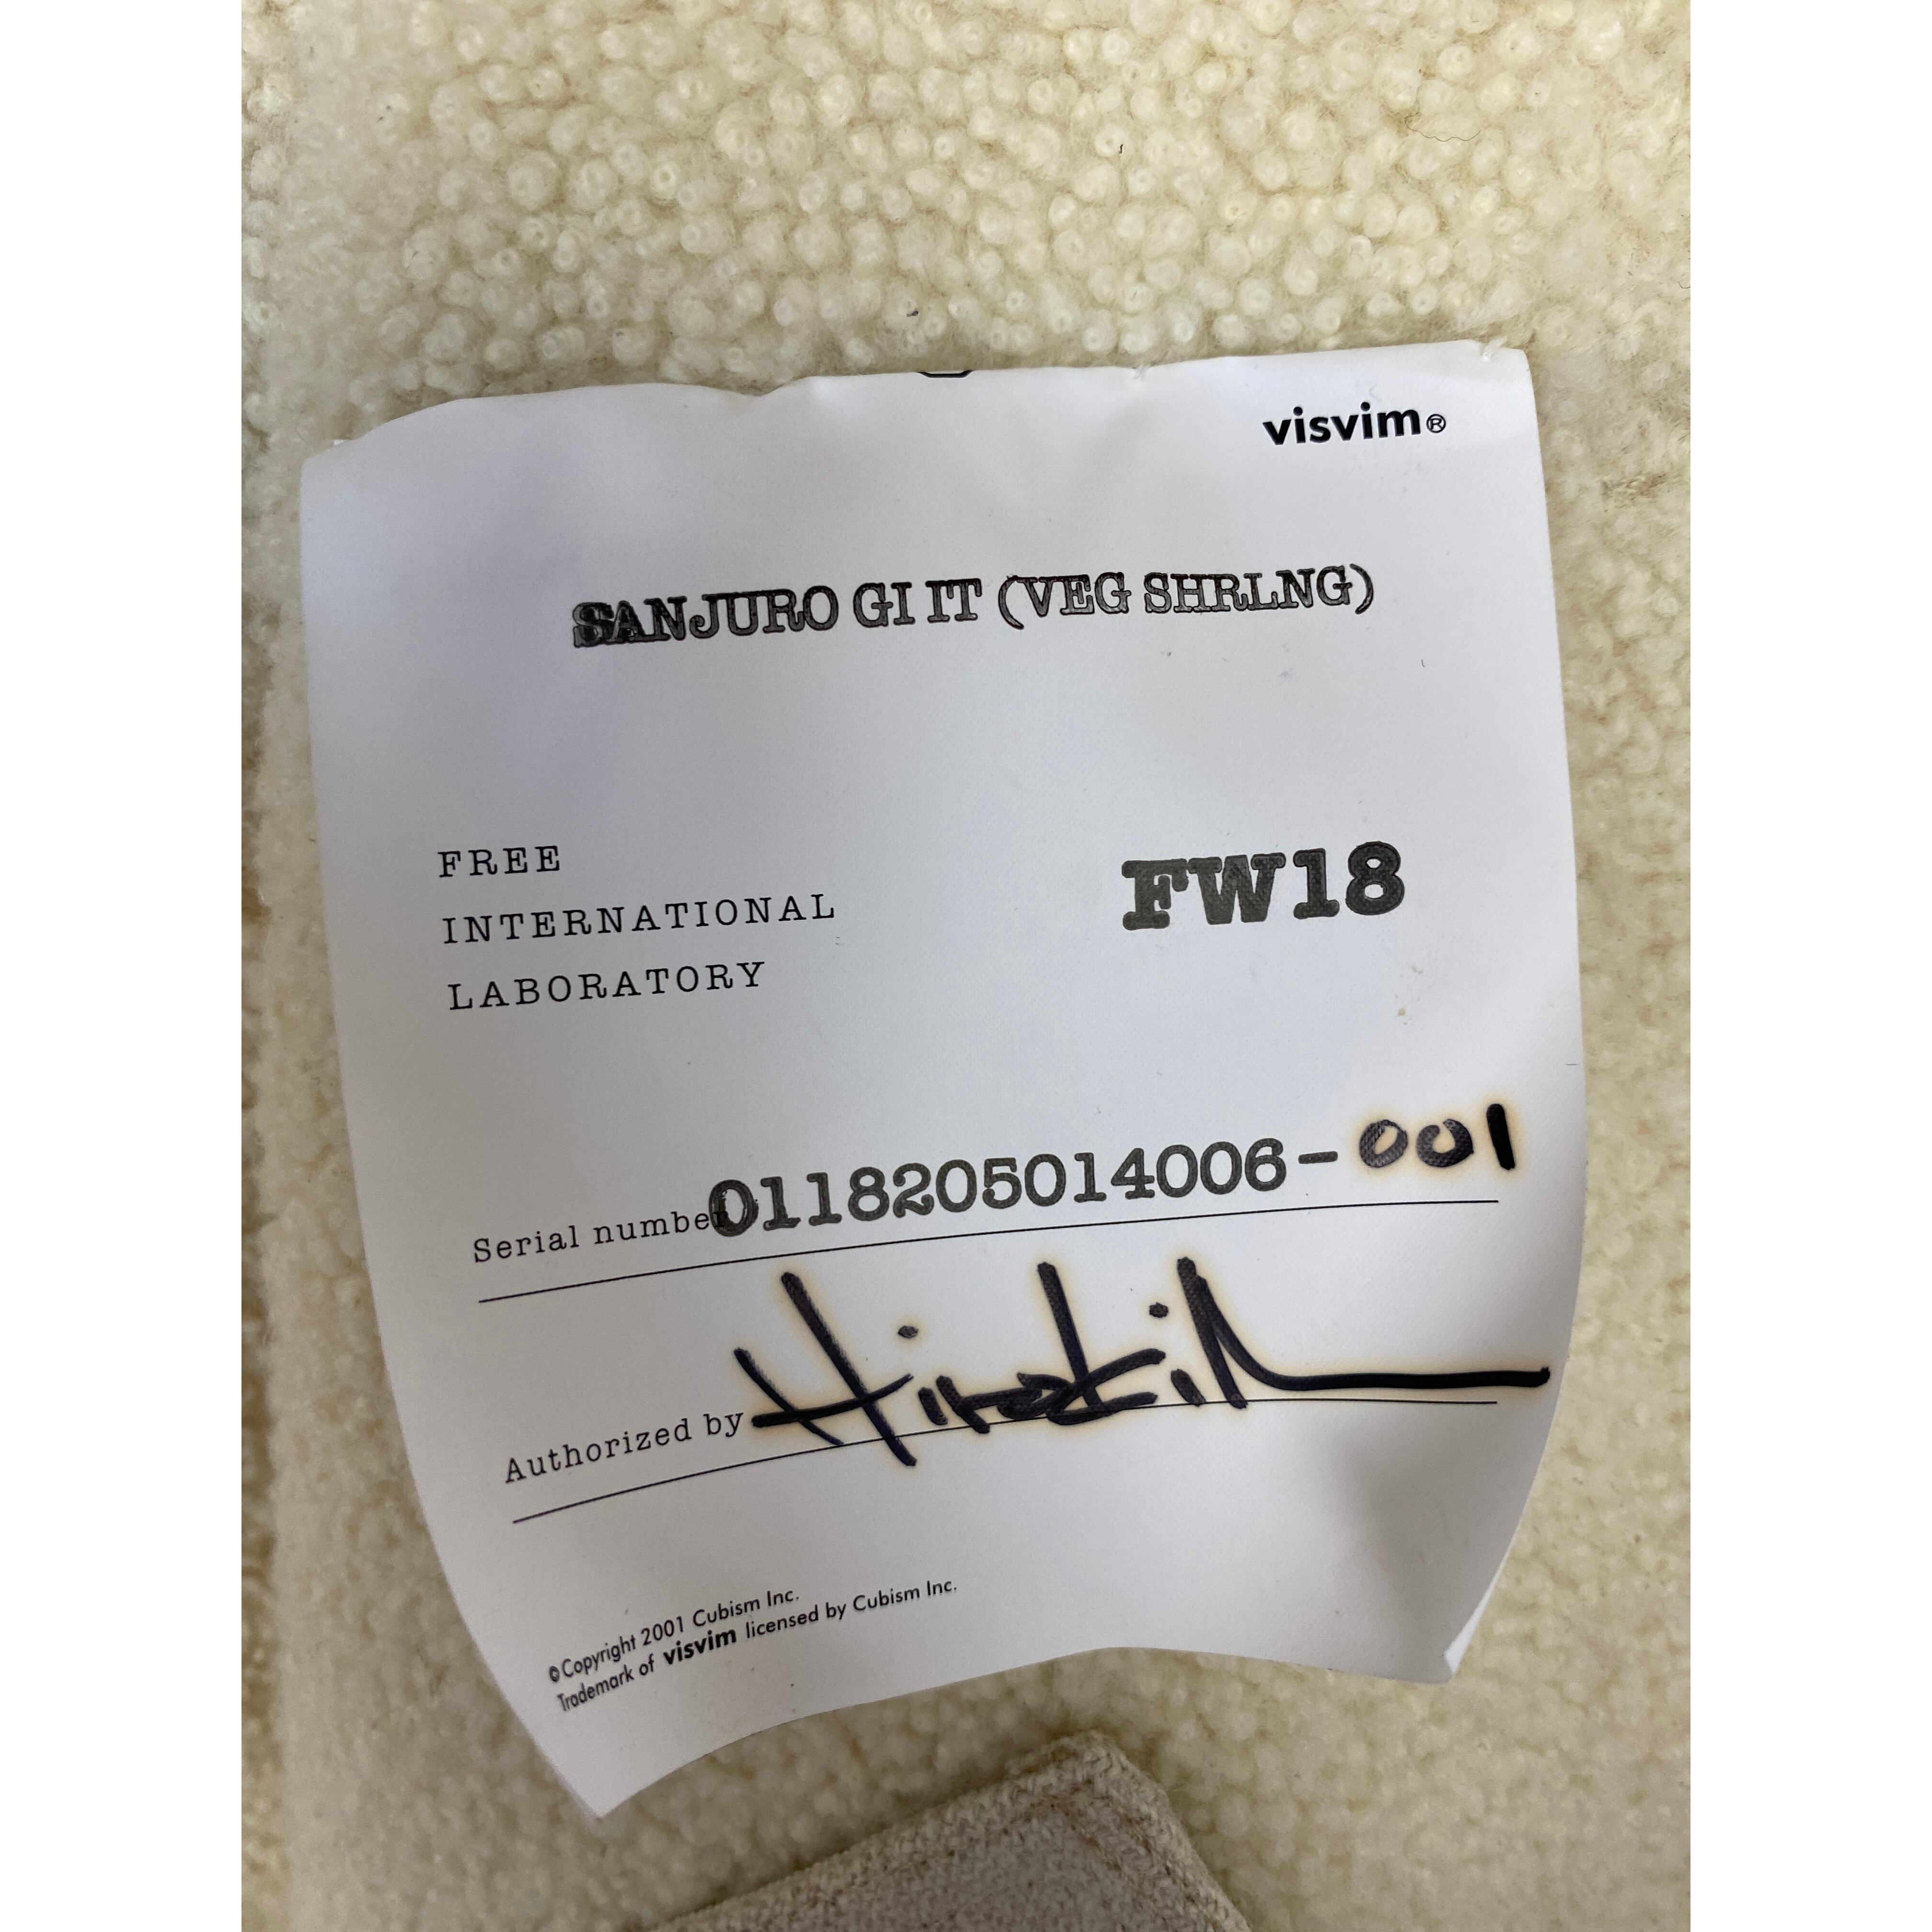 visvim®
SANJURO GI IT (VEG SHRLNG)
FREE
INTERNATIONAL
LABORATORY
FW18
Serial number 0118205014006-001
Authorized by Hiroki N
©Copyright 2001 Cubism Inc.
Trademark of visvim licensed by Cubism Inc.